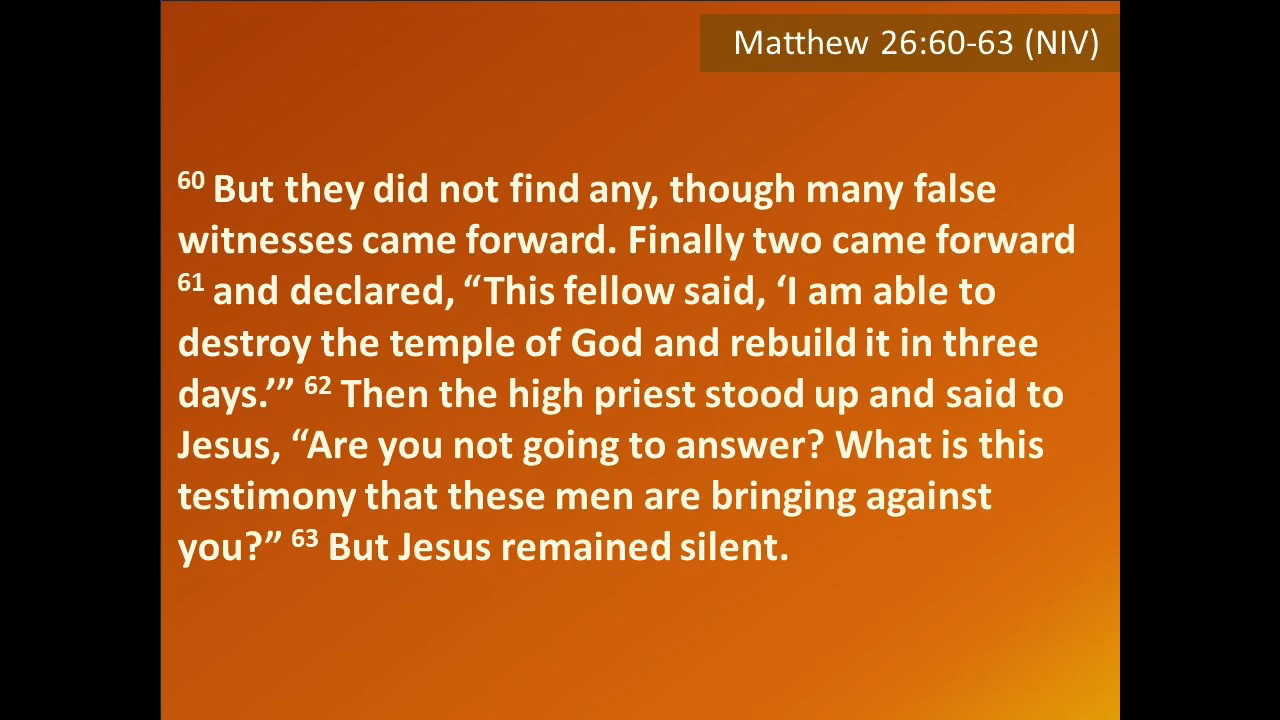 Matthew 26:60-63 (NIV)
60 But they did not find any, though many false
witnesses came forward. Finally two came forward
61 and declared, “This fellow said, ‘I am able to
destroy the temple of God and rebuild it in three
days.’” 62 Then the high priest stood up and said to
Jesus, “Are you not going to answer? What is this
testimony that these men are bringing against
you?” 63 But Jesus remained silent.